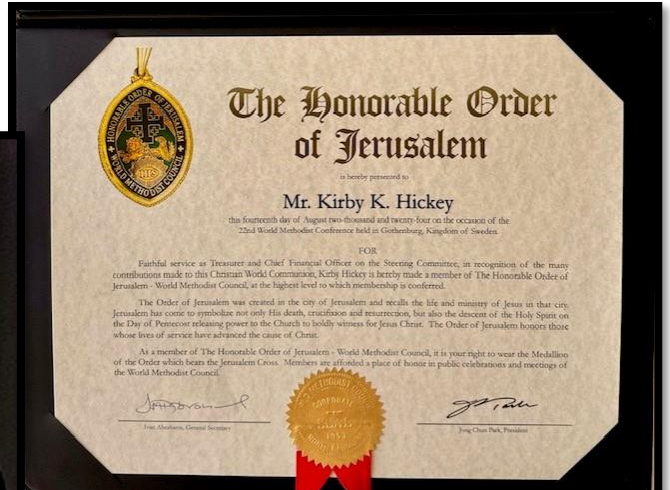 HONORABLE ORDER OF JERUSALEM
IHS
WORLD METHODIST COUNCIL
The Honorable Order
of Jerusalem
is hereby presented to
Mr. Kirby K. Hickey
this fourteenth day of August two-thousand and twenty-four on the occasion of the
22nd World Methodist Conference held in Gothenburg, Kingdom of Sweden.
FOR
Faithful service as Treasurer and Chief Financial Officer on the Steering Committee, in recognition of the many
contributions made to this Christian World Communion, Kirby Hickey is hereby made a member of The Honorable Order of
Jerusalem - World Methodist Council, at the highest level to which membership is conferred.
The Order of Jerusalem was created in the city of Jerusalem and recalls the life and ministry of Jesus in that city.
Jerusalem has come to symbolize not only His death, crucifixion and resurrection, but also the descent of the Holy Spirit on
the Day of Pentecost releasing power to the Church to boldly witness for Jesus Christ. The Order of Jerusalem honors those
whose lives of service have advanced the cause of Christ.
As a member of The Honorable Order of Jerusalem - World Methodist Council, it is your right to wear the Medallion
of the Order which bears the Jerusalem Cross. Members are afforded a place of honor in public celebrations and meetings of
the World Methodist Council.
METHODIST
CORPORATE
1953
Ivan Abrahams, General Secretary
Jong Chun Park, President